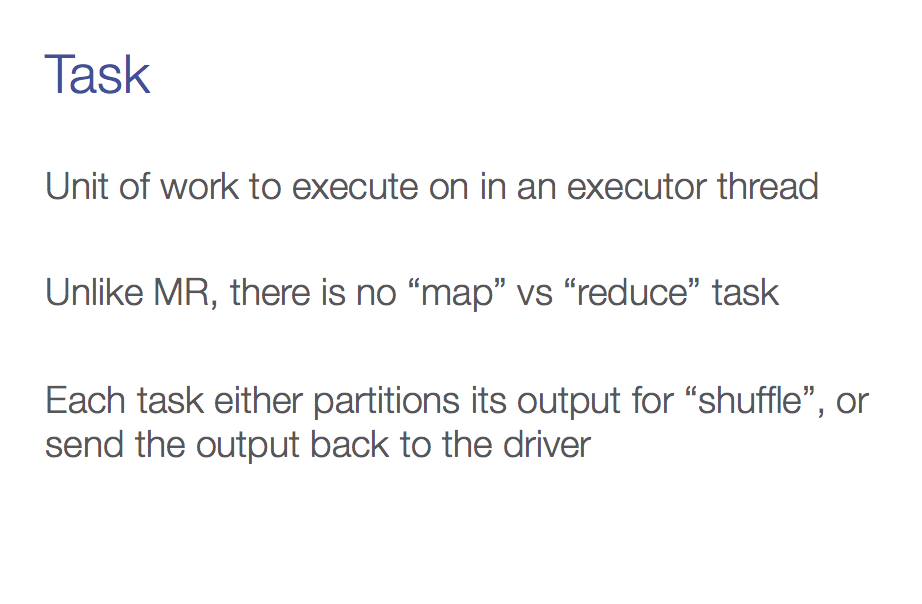 Task
Unit of work to execute on in an executor thread
Unlike MR, there is no “map” vs “reduce” task
Each task either partitions its output for “shuffle”, or
send the output back to the driver